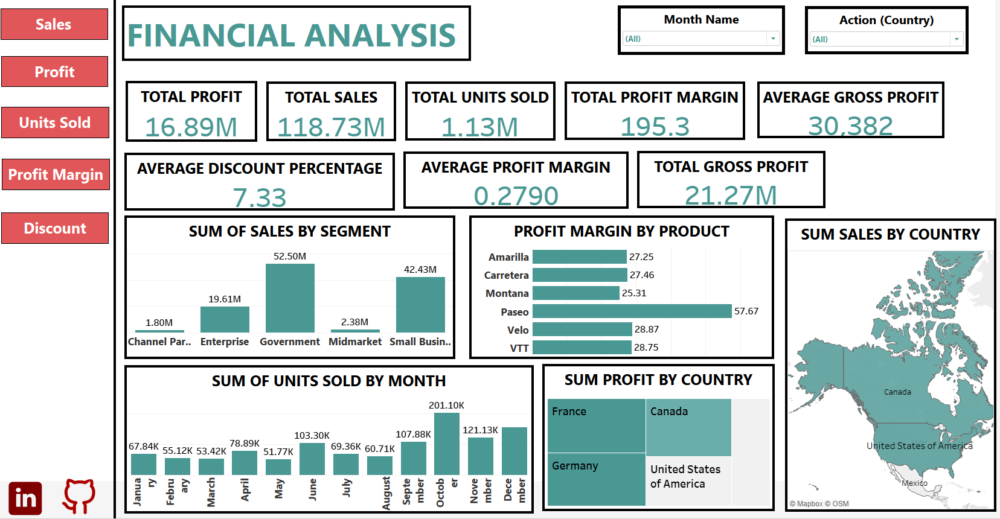 Sales
Profit
Units Sold
Profit Margin
Discount
in
FINANCIAL ANALYSIS
Month Name
(All)
Action (Country)
(All)
TOTAL PROFIT
16.89M
TOTAL SALES
118.73M
TOTAL UNITS SOLD
1.13M
TOTAL PROFIT MARGIN
195.3
AVERAGE GROSS PROFIT
30,382
AVERAGE DISCOUNT PERCENTAGE
7.33
AVERAGE PROFIT MARGIN
0.2790
TOTAL GROSS PROFIT
21.27M
SUM OF SALES BY SEGMENT
1.80M
19.61M
52.50M
2.38M
42.43M
Channel Par..
Enterprise
Government
Midmarket
Small Busin..
PROFIT MARGIN BY PRODUCT
Amarilla 27.25
Carretera 27.46
Montana 25.31
Paseo 57.67
Velo 28.87
VTT 28.75
SUM SALES BY COUNTRY
Canada
United States of America
Mexico
© Mapbox © OSM
SUM OF UNITS SOLD BY MONTH
67.84K
55.12K
53.42K
78.89K
51.77K
103.30K
69.36K
60.71K
107.88K
201.10K
121.13K
Janua
ry
Febru
ary
March
April
May
June
July
August
Septe
mber
Octob
er
Nove
mber
Dece
mber
SUM PROFIT BY COUNTRY
France
Germany
Canada
United States
of America